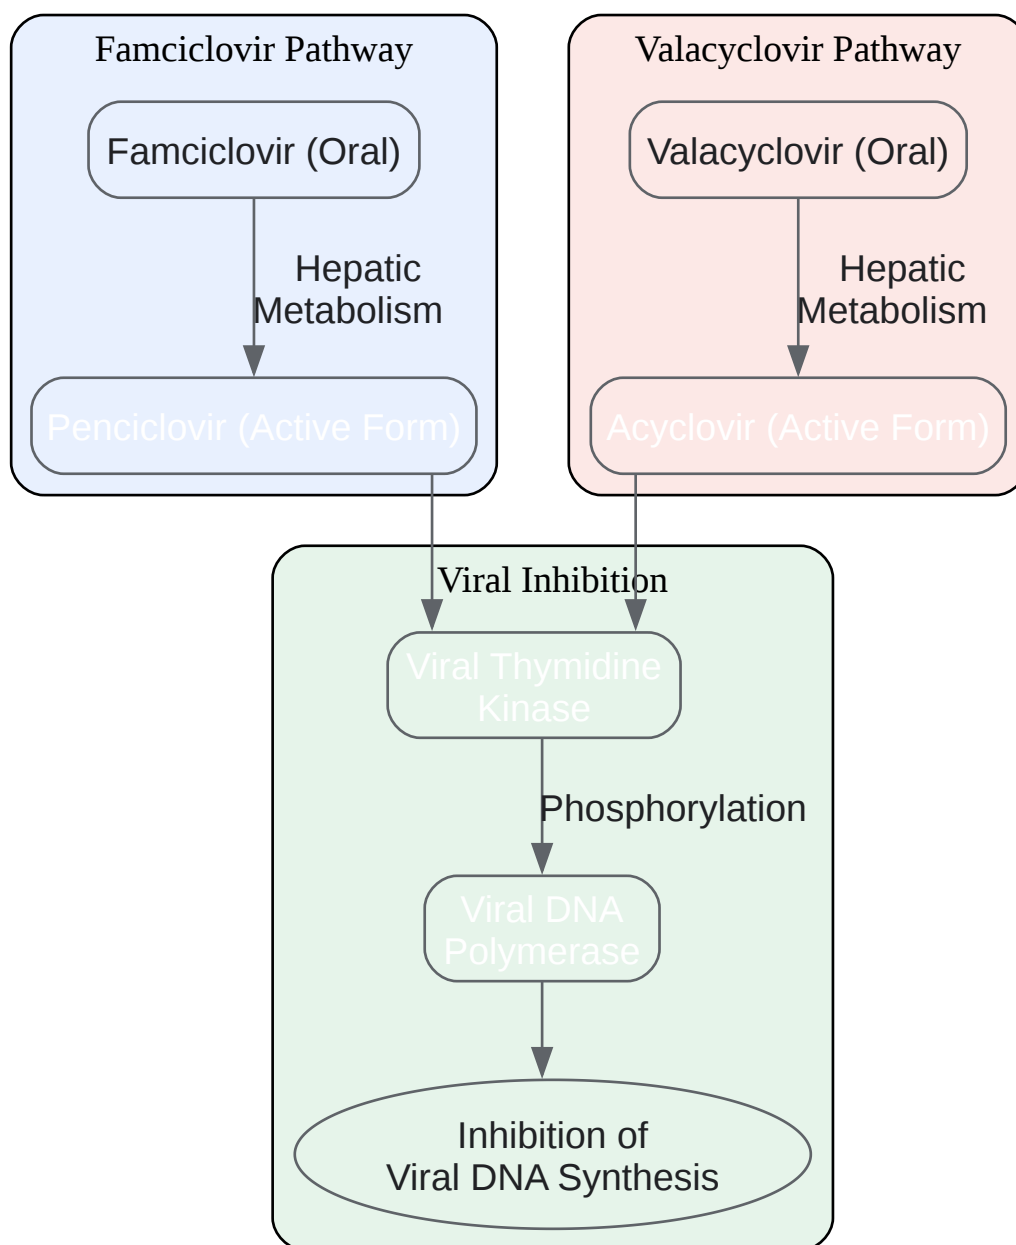 Famciclovir Pathway
Famciclovir (Oral)
Hepatic
Metabolism
Penciclovir (Active Form)
Valacyclovir Pathway
Valacyclovir (Oral)
Hepatic
Metabolism
Acyclovir (Active Form)
Viral Inhibition
Viral Thymidine
Kinase
Phosphorylation
Viral DNA
Polymerase
Inhibition of
Viral DNA Synthesis